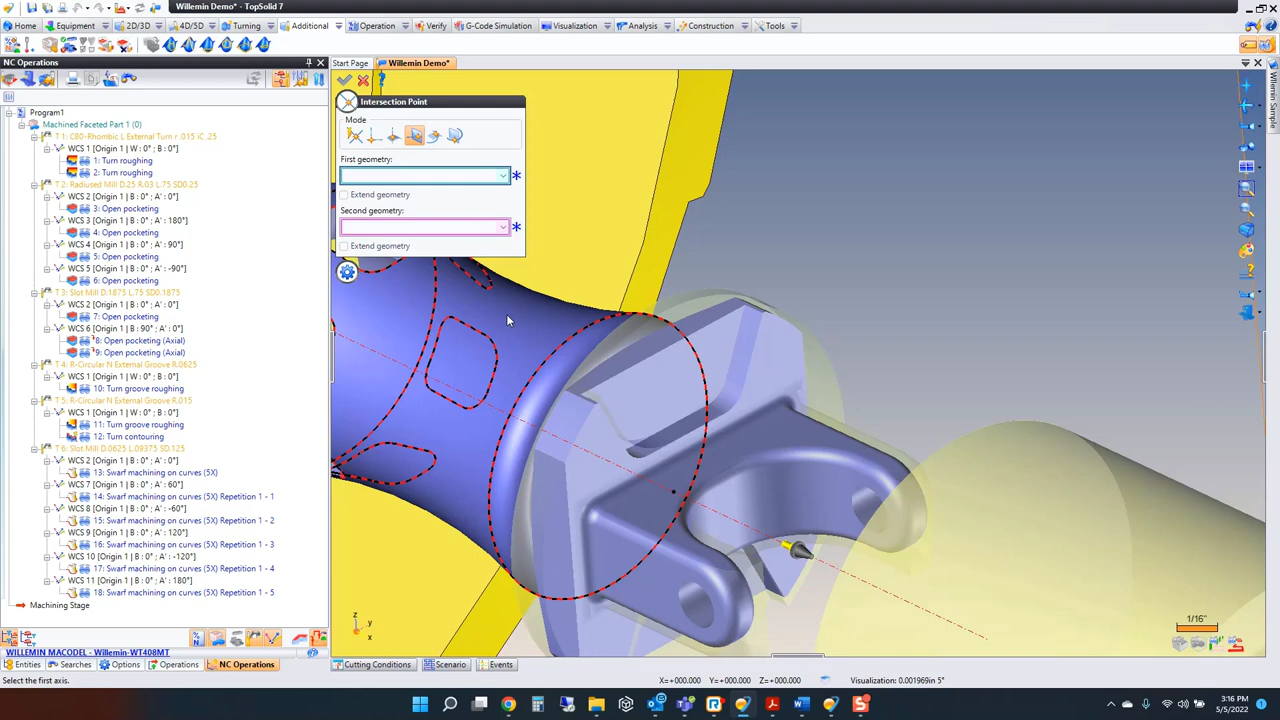 Willemin Demo* - TopSolid 7
Home Equipment 2D/3D 4D/5D Turning Additional Operation Verify G-Code Simulation Visualization Analysis Construction Tools
NC Operations
Start Page Willemin Demo*
Program1
Machined Faceted Part 1 (0)
T 1: C80-Rhombic L External Turn r .015 iC .25
WCS 1 [Origin 1 | W : 0° ; B : 0°]
1: Turn roughing
2: Turn roughing
T 2: Radiused Mill D.25 R.03 L.75 SD0.25
WCS 2 [Origin 1 | B : 0° ; A' : 0°]
3: Open pocketing
WCS 3 [Origin 1 | B : 0° ; A' : 180°]
4: Open pocketing
WCS 4 [Origin 1 | B : 0° ; A' : 90°]
5: Open pocketing
WCS 5 [Origin 1 | B : 0° ; A' : -90°]
6: Open pocketing
T 3: Slot Mill D.1875 L.75 SD0.1875
WCS 2 [Origin 1 | B : 0° ; A' : 0°]
7: Open pocketing
WCS 6 [Origin 1 | B : 90° ; A' : 0°]
8: Open pocketing (Axial)
9: Open pocketing (Axial)
T 4: R-Circular N External Groove R.0625
WCS 1 [Origin 1 | W : 0° ; B : 0°]
10: Turn groove roughing
T 5: R-Circular N External Groove R.015
WCS 1 [Origin 1 | W : 0° ; B : 0°]
11: Turn groove roughing
12: Turn contouring
T 6: Slot Mill D.0625 L.09375 SD.125
WCS 2 [Origin 1 | B : 0° ; A' : 0°]
13: Swarf machining on curves (5X)
WCS 7 [Origin 1 | B : 0° ; A' : 60°]
14: Swarf machining on curves (5X) Repetition 1 - 1
WCS 8 [Origin 1 | B : 0° ; A' : -60°]
15: Swarf machining on curves (5X) Repetition 1 - 2
WCS 9 [Origin 1 | B : 0° ; A' : 120°]
16: Swarf machining on curves (5X) Repetition 1 - 3
WCS 10 [Origin 1 | B : 0° ; A' : -120°]
17: Swarf machining on curves (5X) Repetition 1 - 4
WCS 11 [Origin 1 | B : 0° ; A' : 180°]
18: Swarf machining on curves (5X) Repetition 1 - 5
Machining Stage
WILLEMIN MACODEL - Willemin-WT408MT
Entities Searches Options Operations NC Operations
Intersection Point
Mode
First geometry:
Extend geometry
Second geometry:
Extend geometry
z
y
x
1/16"
Willemin Sample
Cutting Conditions Scenario Events
Select the first axis.
X=+000.000 Y=+000.000 Z=+000.000 Visualization: 0.001969in 5°
3:16 PM
5/5/2022